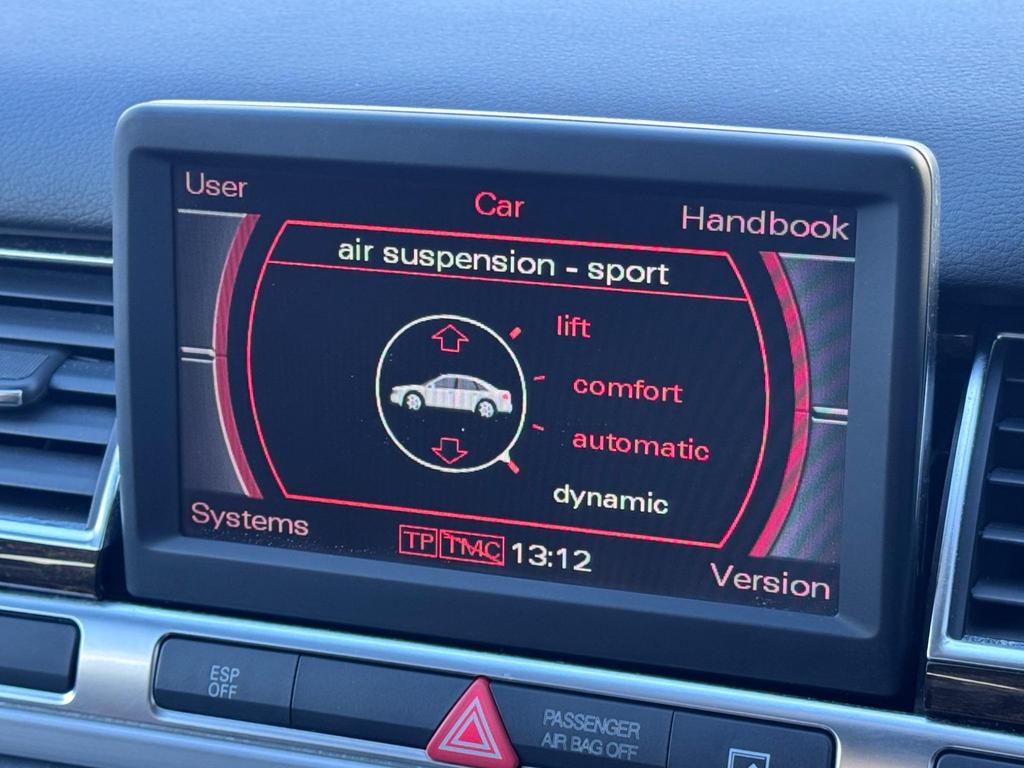 User
Car
Handbook
air suspension - sport
lift
comfort
automatic
dynamic
Systems
TP TMC 13:12
Version
ESP
OFF
PASSENGER
AIR BAG OFF